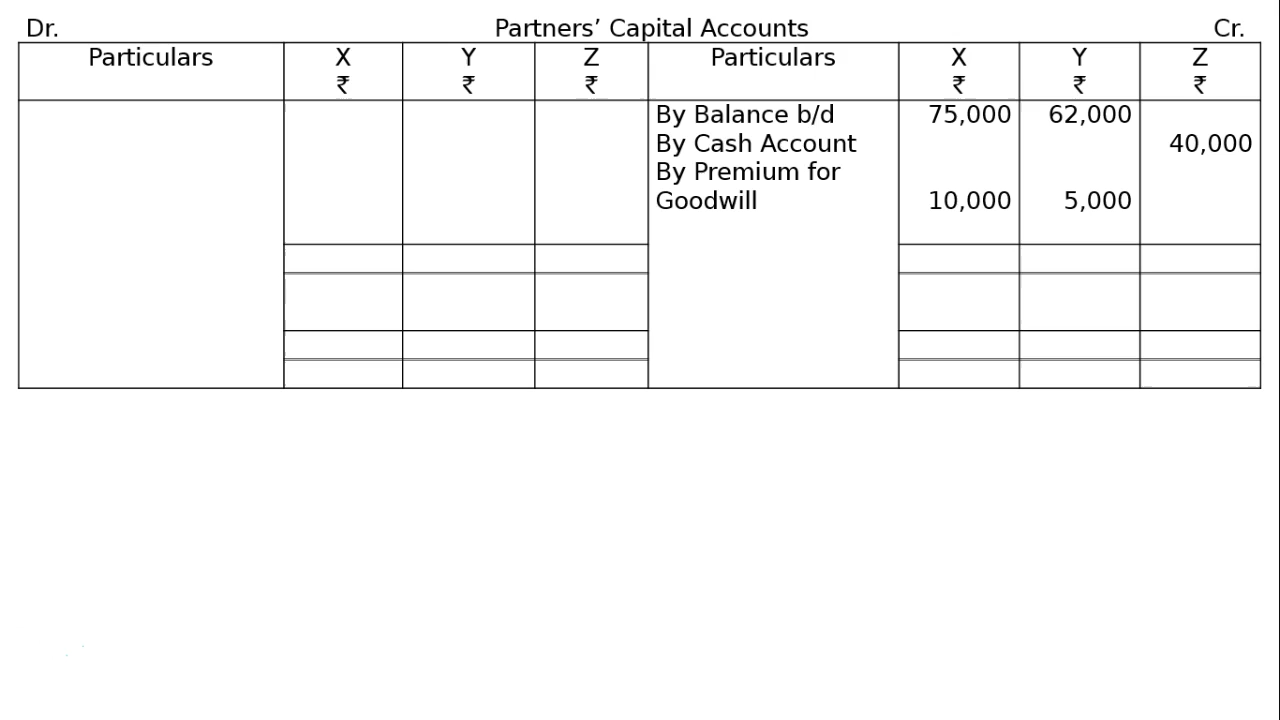 Dr. Partners’ Capital Accounts Cr.
Particulars X Y Z Particulars X Y Z
₹ ₹ ₹ ₹ ₹ ₹
By Balance b/d 75,000 62,000
By Cash Account 40,000
By Premium for
Goodwill 10,000 5,000